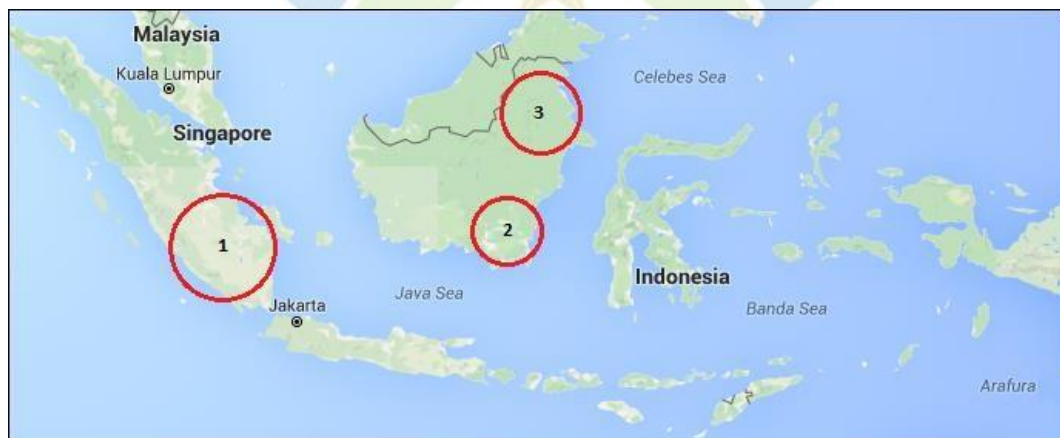 Malaysia
Kuala Lumpur
Celebes Sea
3
Singapore
2
1
Indonesia
Java Sea
Jakarta
Banda Sea
Arafura